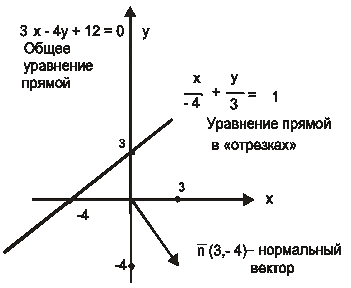 3 x - 4y + 12 = 0
y
Общее
уравнение
прямой
x/-4 + y/3 = 1
Уравнение прямой
в «отрезках»
3
3
x
-4
-4
n̅ (3,- 4)– нормальный
вектор